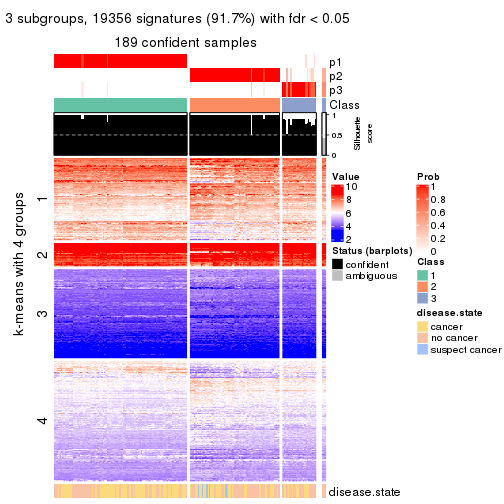 3 subgroups, 19356 signatures (91.7%) with fdr < 0.05
189 confident samples
p1
p2
p3
Class
1
0.5
0
Silhouette
score
k-means with 4 groups
1
2
3
4
disease.state
Value
10
8
6
4
2
Status (barplots)
confident
ambiguous
Prob
1
0.8
0.6
0.4
0.2
0
Class
1
2
3
disease.state
cancer
no cancer
suspect cancer